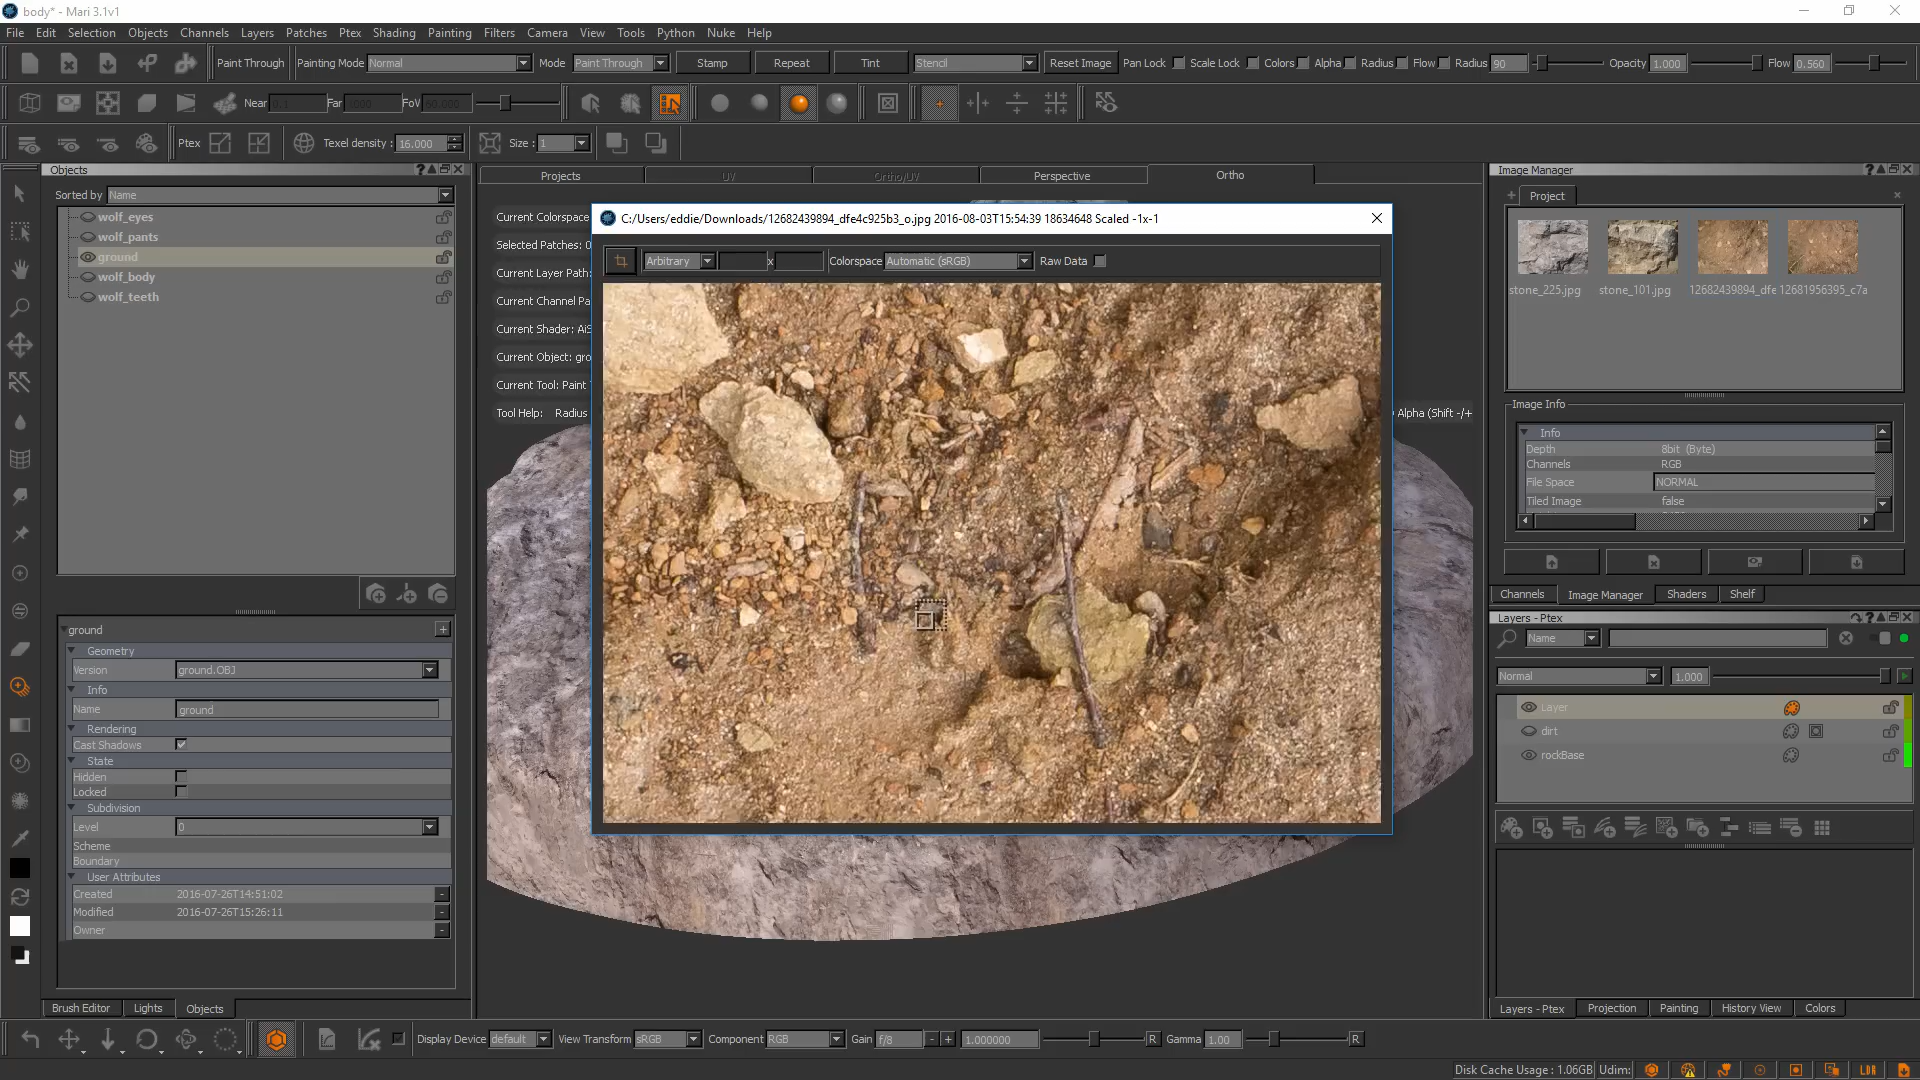 body* - Mari 3.1v1
File Edit Selection Objects Channels Layers Patches Ptex Shading Painting Filters Camera View Tools Python Nuke Help
Paint Through Painting Mode Normal Mode Paint Through Stamp Repeat Tint Stencil Reset Image Pan Lock Scale Lock Colors Alpha Radius Flow Radius 90 Opacity 1.000 Flow 0.560
Near 0.1 Far FoV
Ptex Texel density : 16.000 Size : 1
Objects
Sorted by Name
wolf_eyes
wolf_pants
ground
wolf_body
wolf_teeth
ground
Geometry
Version ground.OBJ
Info
Name ground
Rendering
Cast Shadows
State
Hidden
Locked
Subdivision
Level 0
Scheme
Boundary
User Attributes
Created 2016-07-26T14:51:02
Modified 2016-07-26T15:26:11
Owner
Brush Editor Lights Objects
Projects UV Ortho/UV Perspective Ortho
Current Colorspace
Selected Patches: 0
Current Layer Path:
Current Channel Pa
Current Shader: AiS
Current Object: gro
Current Tool: Paint
Tool Help: Radius
Alpha (Shift -/+
C:/Users/eddie/Downloads/12682439894_dfe4c925b3_o.jpg 2016-08-03T15:54:39 18634648 Scaled -1x-1
Arbitrary x Colorspace Automatic (sRGB) Raw Data
Image Manager
Project
stone_225.jpg stone_101.jpg 12682439894_dfe 12681956395_c7a
Image Info
Info
Depth 8bit (Byte)
Channels RGB
File Space NORMAL
Tiled Image false
Channels Image Manager Shaders Shelf
Layers - Ptex
Name
Normal 1.000
Layer
dirt
rockBase
Layers - Ptex Projection Painting History View Colors
Display Device default View Transform sRGB Component RGB Gain f/8 - + 1.000000 R Gamma 1.00 R
Disk Cache Usage : 1.06GB Udim: LDR